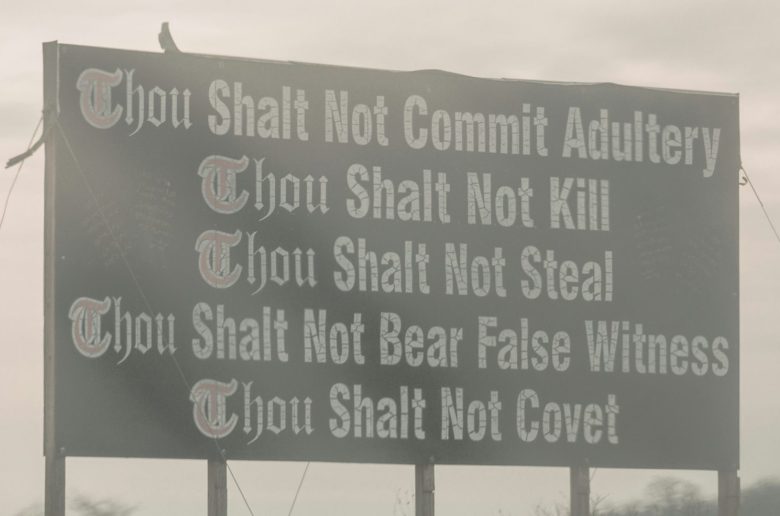 Thou Shalt Not Commit Adultery
Thou Shalt Not Kill
Thou Shalt Not Steal
Thou Shalt Not Bear False Witness
Thou Shalt Not Covet